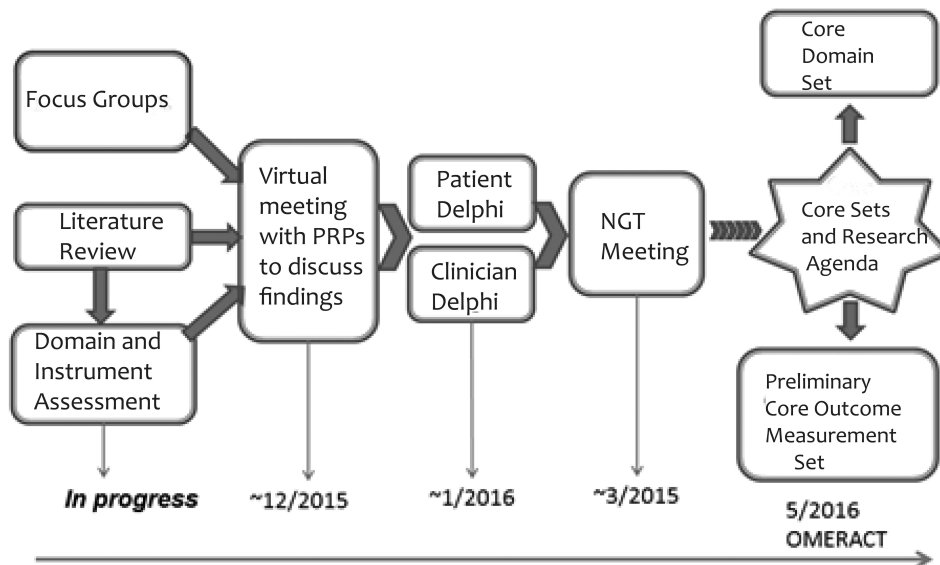 Focus Groups
Literature
Review
Domain and
Instrument
Assessment
Virtual
meeting
with PRPs
to discuss
findings
Patient
Delphi
Clinician
Delphi
NGT
Meeting
Core
Domain
Set
Core Sets
and Research
Agenda
Preliminary
Core Outcome
Measurement
Set
In progress
~12/2015
~1/2016
~3/2015
5/2016
OMERACT